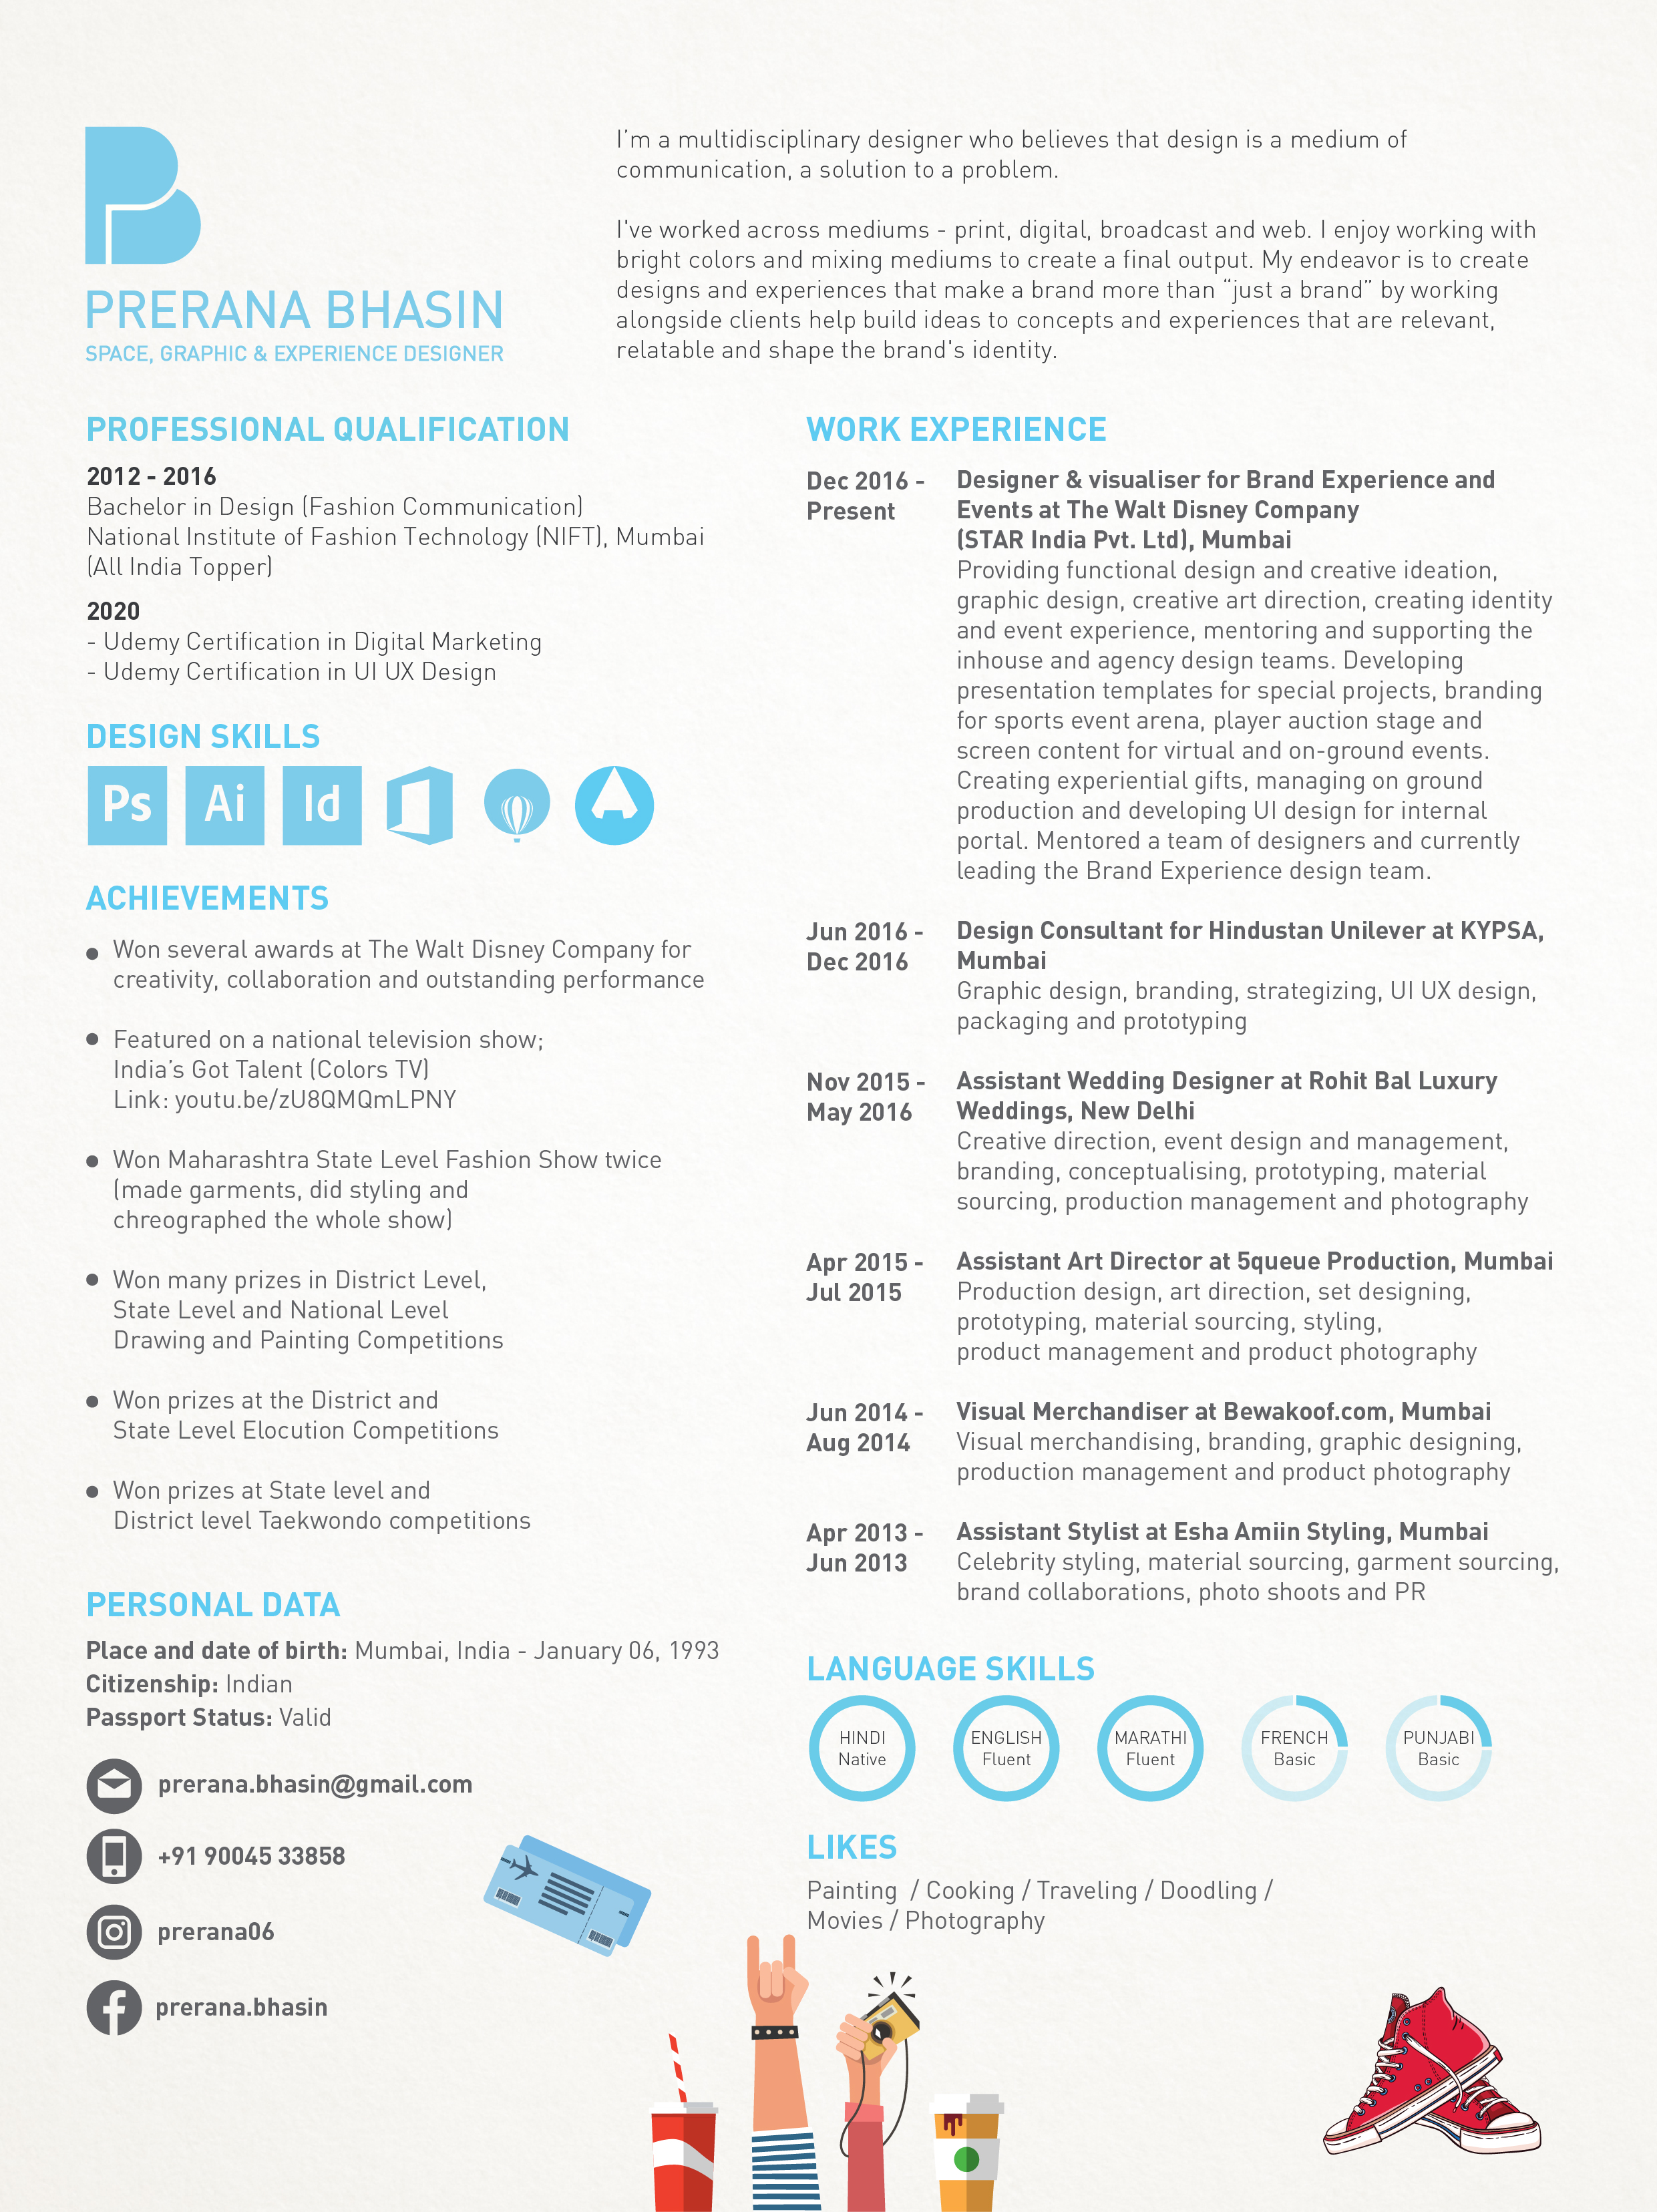 PRERANA BHASIN
SPACE, GRAPHIC & EXPERIENCE DESIGNER
I’m a multidisciplinary designer who believes that design is a medium of
communication, a solution to a problem.
I've worked across mediums - print, digital, broadcast and web. I enjoy working with
bright colors and mixing mediums to create a final output. My endeavor is to create
designs and experiences that make a brand more than “just a brand” by working
alongside clients help build ideas to concepts and experiences that are relevant,
relatable and shape the brand's identity.
PROFESSIONAL QUALIFICATION
2012 - 2016
Bachelor in Design (Fashion Communication)
National Institute of Fashion Technology (NIFT), Mumbai
(All India Topper)
2020
- Udemy Certification in Digital Marketing
- Udemy Certification in UI UX Design
DESIGN SKILLS
Ps Ai Id
ACHIEVEMENTS
Won several awards at The Walt Disney Company for
creativity, collaboration and outstanding performance
Featured on a national television show;
India’s Got Talent (Colors TV)
Link: youtu.be/zU8QMQmLPNY
Won Maharashtra State Level Fashion Show twice
(made garments, did styling and
chreographed the whole show)
Won many prizes in District Level,
State Level and National Level
Drawing and Painting Competitions
Won prizes at the District and
State Level Elocution Competitions
Won prizes at State level and
District level Taekwondo competitions
PERSONAL DATA
Place and date of birth: Mumbai, India - January 06, 1993
Citizenship: Indian
Passport Status: Valid
prerana.bhasin@gmail.com
+91 90045 33858
prerana06
prerana.bhasin
WORK EXPERIENCE
Dec 2016 -
Present
Designer & visualiser for Brand Experience and
Events at The Walt Disney Company
(STAR India Pvt. Ltd), Mumbai
Providing functional design and creative ideation,
graphic design, creative art direction, creating identity
and event experience, mentoring and supporting the
inhouse and agency design teams. Developing
presentation templates for special projects, branding
for sports event arena, player auction stage and
screen content for virtual and on-ground events.
Creating experiential gifts, managing on ground
production and developing UI design for internal
portal. Mentored a team of designers and currently
leading the Brand Experience design team.
Jun 2016 -
Dec 2016
Design Consultant for Hindustan Unilever at KYPSA,
Mumbai
Graphic design, branding, strategizing, UI UX design,
packaging and prototyping
Nov 2015 -
May 2016
Assistant Wedding Designer at Rohit Bal Luxury
Weddings, New Delhi
Creative direction, event design and management,
branding, conceptualising, prototyping, material
sourcing, production management and photography
Apr 2015 -
Jul 2015
Assistant Art Director at 5queue Production, Mumbai
Production design, art direction, set designing,
prototyping, material sourcing, styling,
product management and product photography
Jun 2014 -
Aug 2014
Visual Merchandiser at Bewakoof.com, Mumbai
Visual merchandising, branding, graphic designing,
production management and product photography
Apr 2013 -
Jun 2013
Assistant Stylist at Esha Amiin Styling, Mumbai
Celebrity styling, material sourcing, garment sourcing,
brand collaborations, photo shoots and PR
LANGUAGE SKILLS
HINDI
Native
ENGLISH
Fluent
MARATHI
Fluent
FRENCH
Basic
PUNJABI
Basic
LIKES
Painting / Cooking / Traveling / Doodling /
Movies / Photography